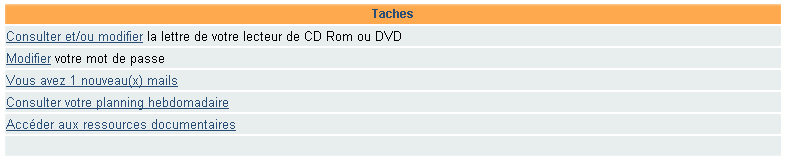 Taches
Consulter et/ou modifier la lettre de votre lecteur de CD Rom ou DVD
Modifier votre mot de passe
Vous avez 1 nouveau(x) mails
Consulter votre planning hebdomadaire
Accéder aux ressources documentaires